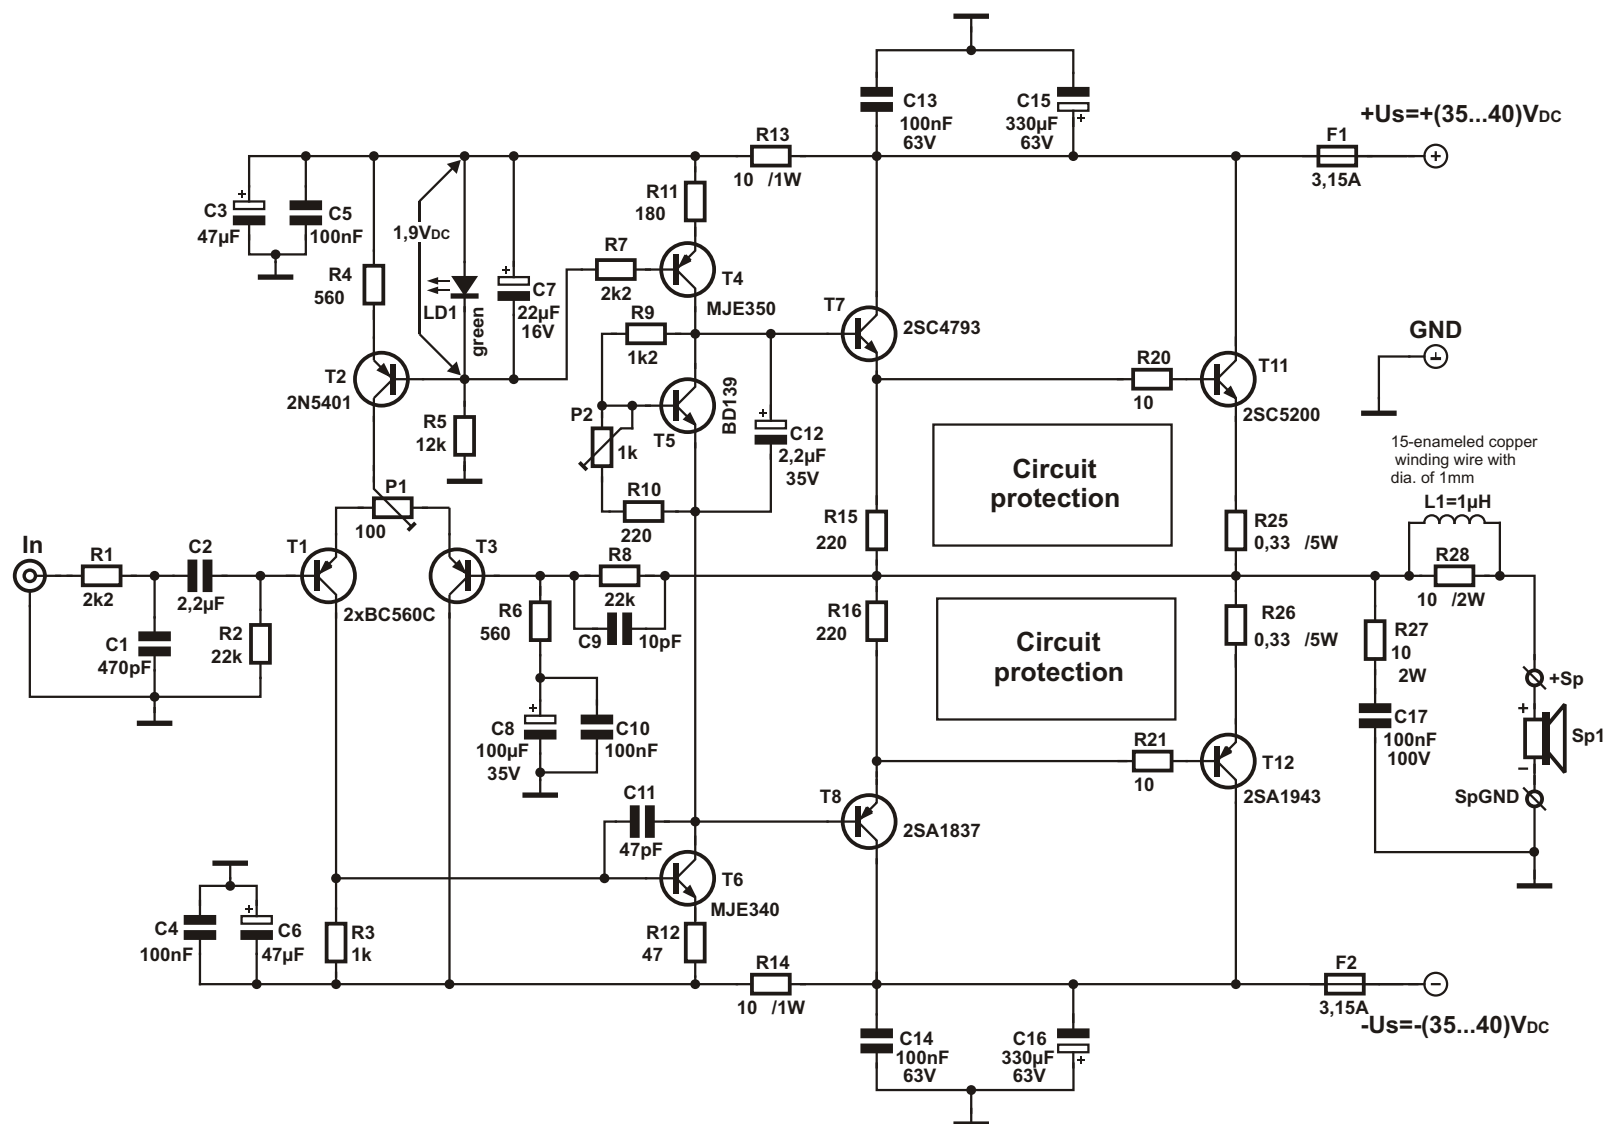 C13
100nF
63V
C15
330µF
63V
+
+Us=+(35...40)VDC
R13
10 /1W
F1
3,15A
+
C3
47µF
C5
100nF
1,9VDC
R4
560
LD1
green
+
C7
22µF
16V
R11
180
R7
2k2
T4
MJE350
T7
2SC4793
R9
1k2
T2
2N5401
R5
12k
P2
1k
T5
BD139
+
C12
2,2µF
35V
R20
10
T11
2SC5200
GND
Circuit
protection
15-enameled copper
winding wire with
dia. of 1mm
L1=1µH
P1
100
R10
220
R15
220
R25
0,33 /5W
In
R1
2k2
C2
2,2µF
T1
T3
2xBC560C
R8
22k
R28
10 /2W
C1
470pF
R2
22k
R6
560
C9
10pF
R16
220
Circuit
protection
R26
0,33 /5W
R27
10
2W
+Sp
+
C8
100µF
35V
C10
100nF
C17
100nF
100V
+
Sp1
−
SpGND
C11
47pF
T8
2SA1837
R21
10
T12
2SA1943
T6
MJE340
C4
100nF
+
C6
47µF
R3
1k
R12
47
R14
10 /1W
F2
3,15A
−
-Us=-(35...40)VDC
C14
100nF
63V
C16
330µF
63V
+